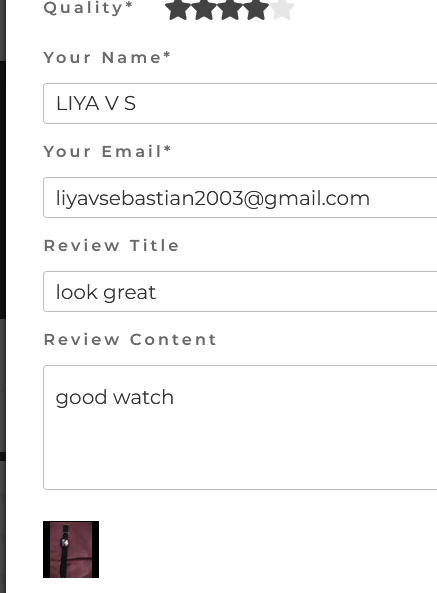 Quality*
Your Name*
LIYA V S
Your Email*
liyavsebastian2003@gmail.com
Review Title
look great
Review Content
good watch